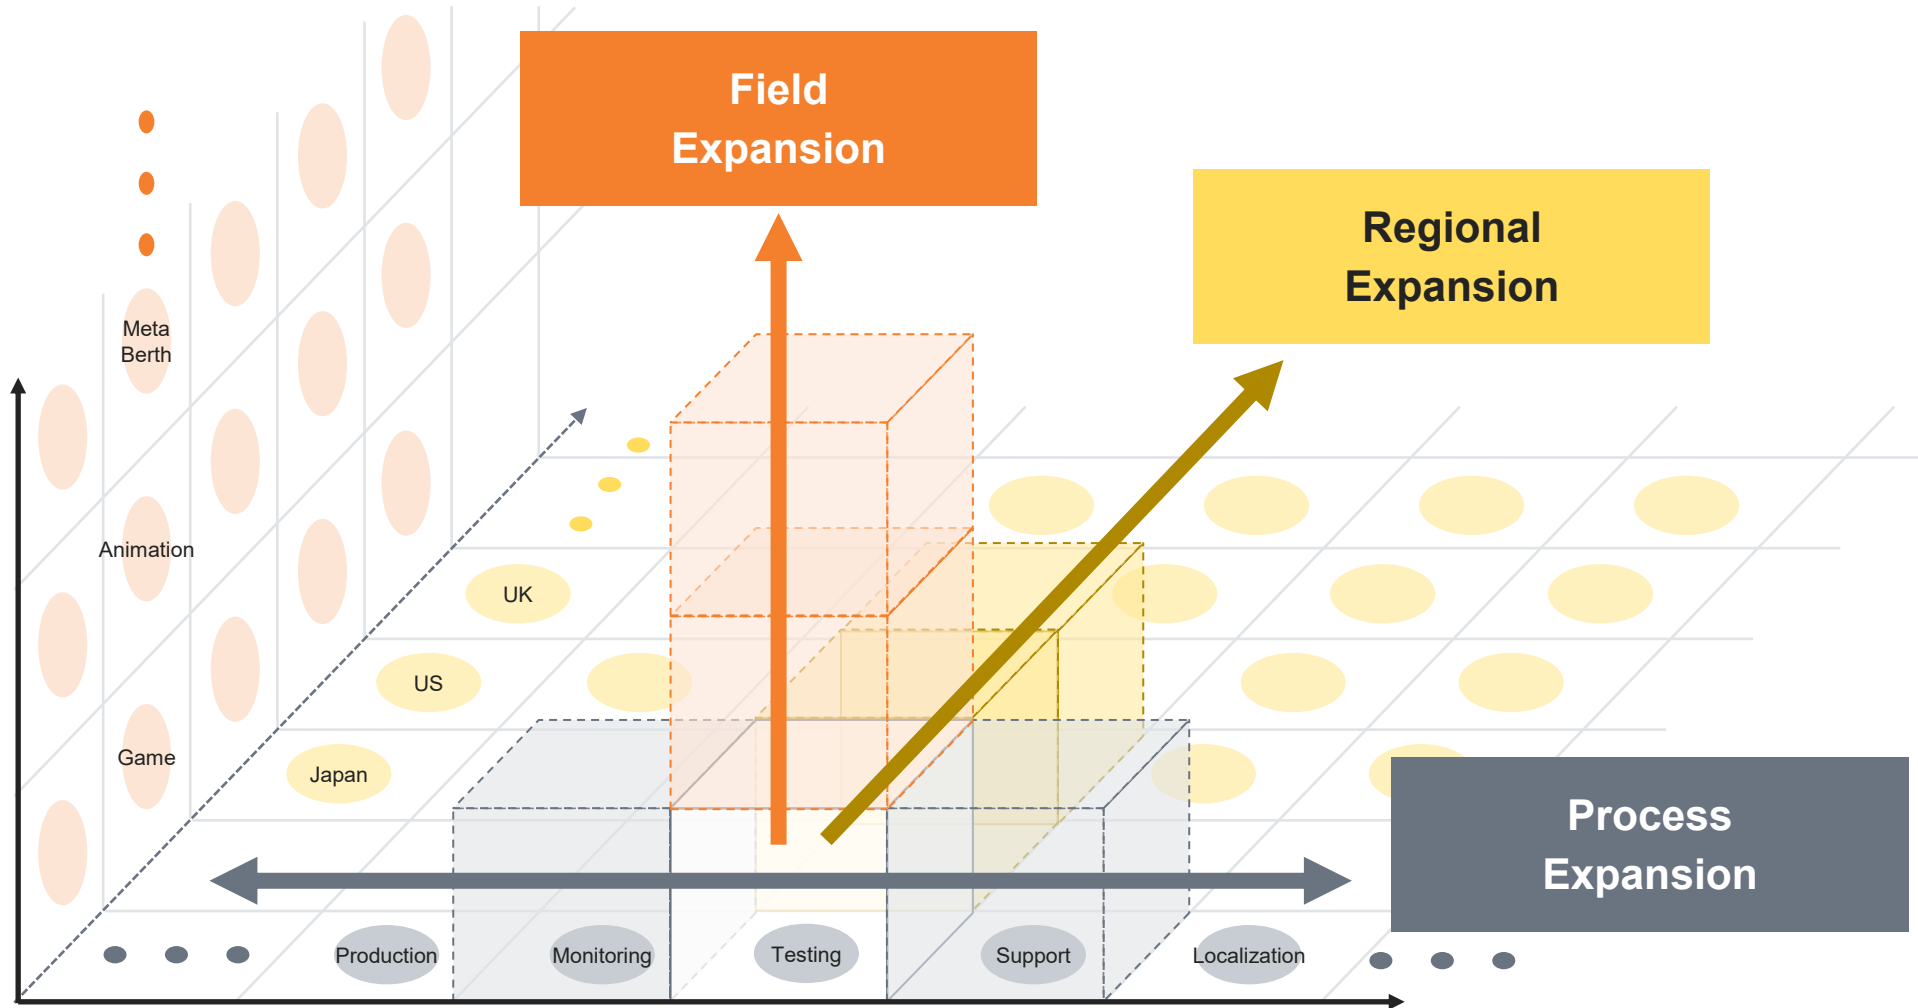 Field
Expansion
Regional
Expansion
Meta
Berth
Animation
UK
US
Game
Japan
Process
Expansion
Production
Monitoring
Testing
Support
Localization